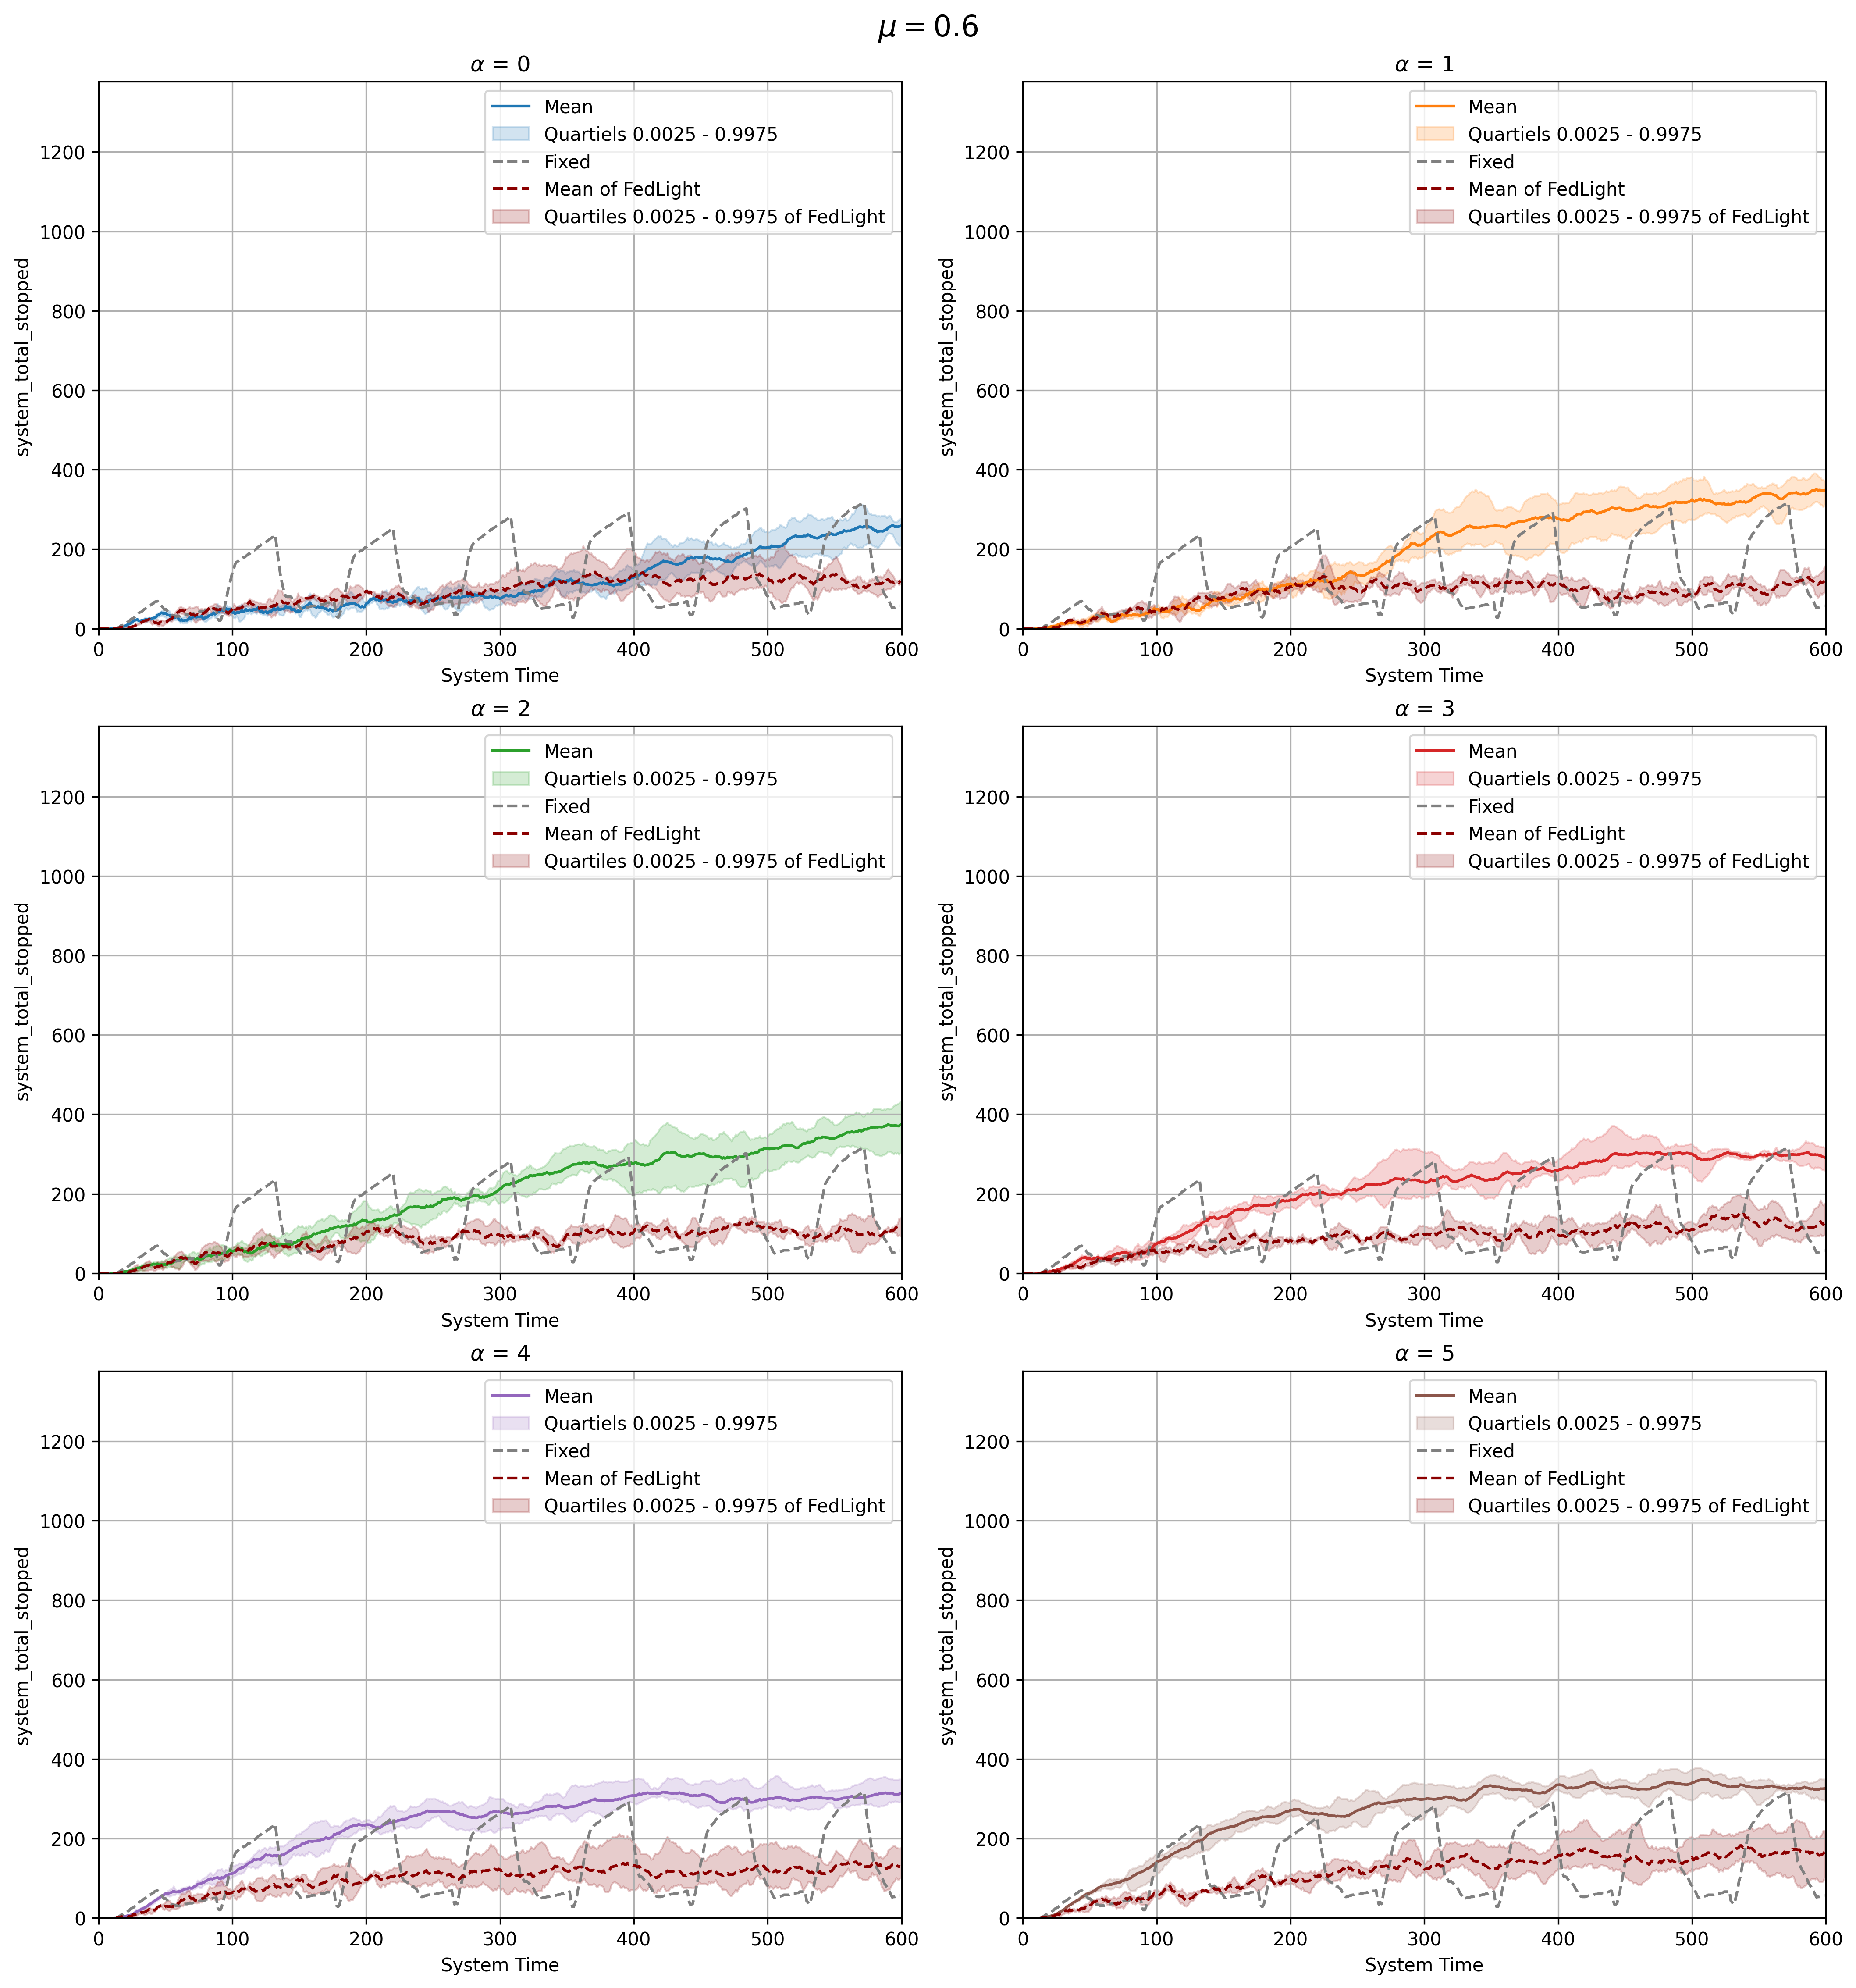 μ = 0.6
α = 0
Mean
Quartiels 0.0025 - 0.9975
Fixed
Mean of FedLight
Quartiles 0.0025 - 0.9975 of FedLight
1200
1000
800
600
400
200
0
system_total_stopped
0 100 200 300 400 500 600
System Time
α = 1
Mean
Quartiels 0.0025 - 0.9975
Fixed
Mean of FedLight
Quartiles 0.0025 - 0.9975 of FedLight
1200
1000
800
600
400
200
0
system_total_stopped
0 100 200 300 400 500 600
System Time
α = 2
Mean
Quartiels 0.0025 - 0.9975
Fixed
Mean of FedLight
Quartiles 0.0025 - 0.9975 of FedLight
1200
1000
800
600
400
200
0
system_total_stopped
0 100 200 300 400 500 600
System Time
α = 3
Mean
Quartiels 0.0025 - 0.9975
Fixed
Mean of FedLight
Quartiles 0.0025 - 0.9975 of FedLight
1200
1000
800
600
400
200
0
system_total_stopped
0 100 200 300 400 500 600
System Time
α = 4
Mean
Quartiels 0.0025 - 0.9975
Fixed
Mean of FedLight
Quartiles 0.0025 - 0.9975 of FedLight
1200
1000
800
600
400
200
0
system_total_stopped
0 100 200 300 400 500 600
System Time
α = 5
Mean
Quartiels 0.0025 - 0.9975
Fixed
Mean of FedLight
Quartiles 0.0025 - 0.9975 of FedLight
1200
1000
800
600
400
200
0
system_total_stopped
0 100 200 300 400 500 600
System Time